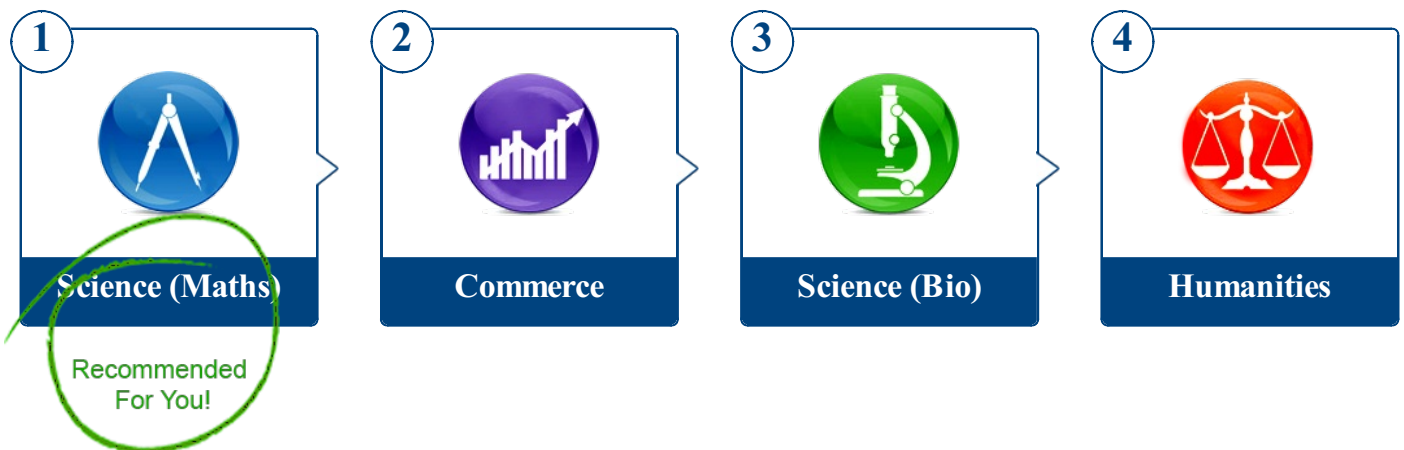 1
Science (Maths)
Recommended
For You!
2
Commerce
3
Science (Bio)
4
Humanities